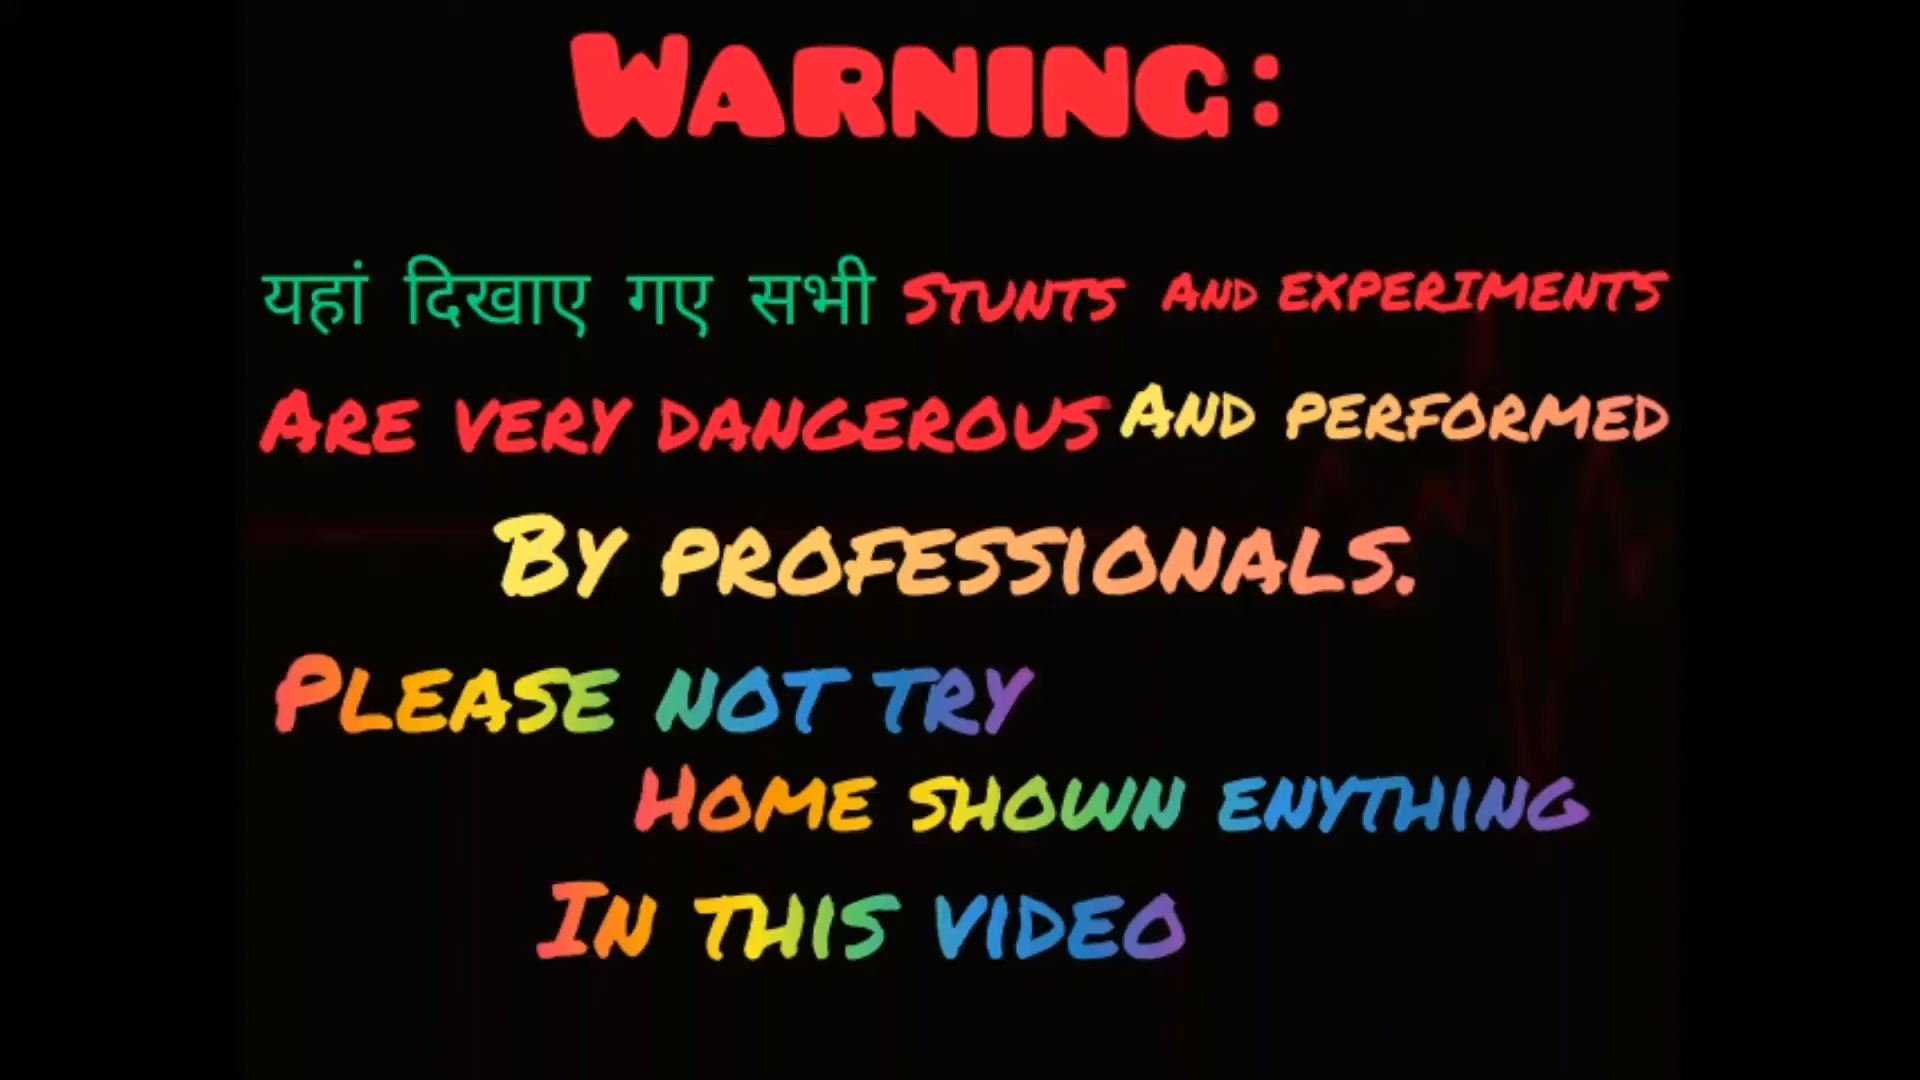 WARNING:
यहां दिखाए गए सभी STUNTS AND EXPERIMENTS
ARE VERY DANGEROUS AND PERFORMED
BY PROFESSIONALS.
PLEASE NOT TRY
HOME SHOWN ENYTHING
IN THIS VIDEO